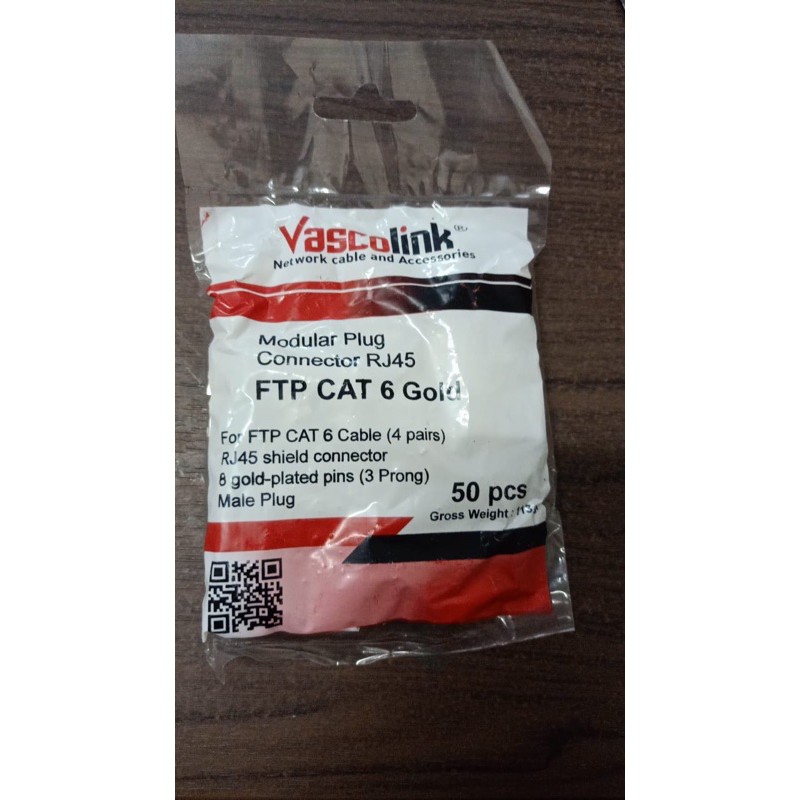 Vascolink®
Network cable and Accessories
Modular Plug
Connector RJ45
FTP CAT 6 Gold
For FTP CAT 6 Cable (4 pairs)
RJ45 shield connector
8 gold-plated pins (3 Prong)
Male Plug
50 pcs
Gross Weight :